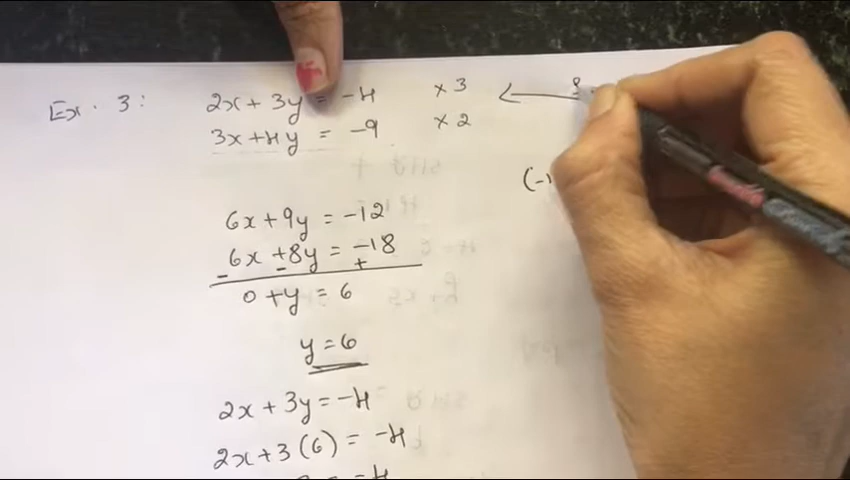 Ex. 3: 2x + 3y = -4 × 3
3x + 4y = -9 × 2
(-
6x + 9y = -12
- 6x + 8y = -18
- +
0 + y = 6
y = 6
2x + 3y = -4
2x + 3(6) = -4
= -4